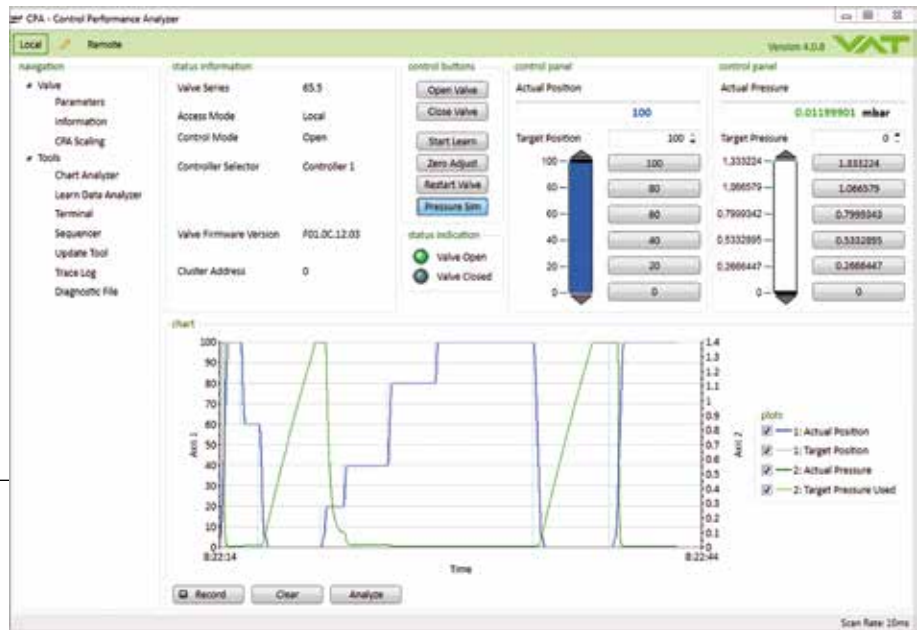 CPA - Control Performance Analyzer
Local
Remote
Version 4.0.8
VAT
navigation
Valve
Parameters
Information
CPA Scaling
Tools
Chart Analyzer
Learn Data Analyzer
Terminal
Sequencer
Update Tool
Trace Log
Diagnostic File
status information
Valve Series 65.5
Access Mode Local
Control Mode Open
Controller Selector Controller 1
Valve Firmware Version F01.0C.12.03
Cluster Address 0
control buttons
Open Valve
Close Valve
Start Learn
Zero Adjust
Restart Valve
Pressure Sim
status indication
Valve Open
Valve Closed
control panel
Actual Position
100
Target Position 100
100 100
80 80
60 60
40 40
20 20
0 0
control panel
Actual Pressure
0.01199901 mbar
Target Pressure 0
1.333224 1.333224
1.066579 1.066579
0.7999342 0.7999343
0.5332895 0.5332895
0.2666447 0.2666447
0 0
chart
100 1.4
90 1.3
80 1.2
70 1.1
60 1
50 0.9
40 0.8
30 0.7
20 0.6
10 0.5
0 0.4
0.3
0.2
0.1
0
Axis 1
Axis 2
8:22:14
8:22:44
Time
plots
1: Actual Position
1: Target Position
2: Actual Pressure
2: Target Pressure Used
Record
Clear
Analyze
Scan Rate: 10ms